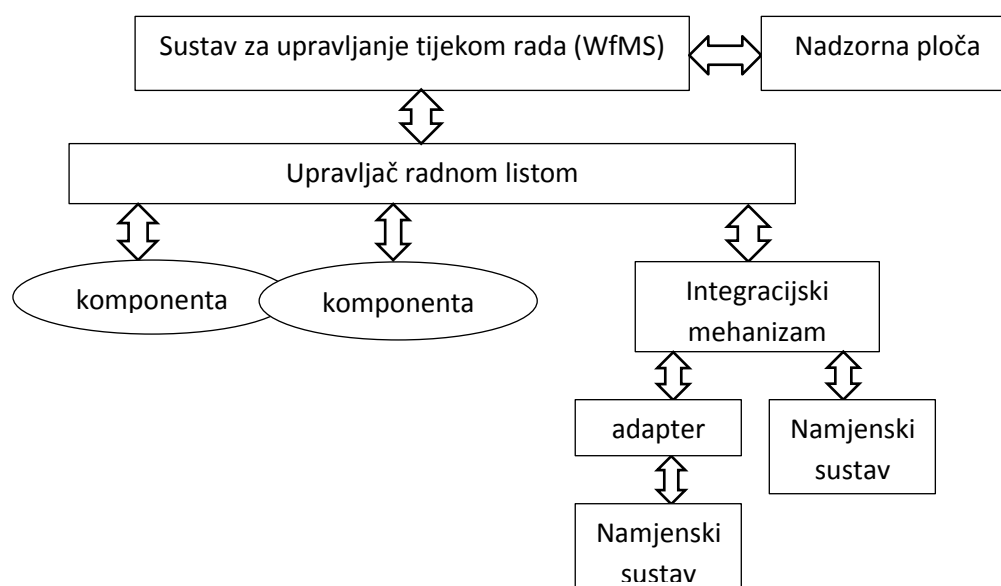 Sustav za upravljanje tijekom rada (WfMS)
Nadzorna ploča
Upravljač radnom listom
komponenta
komponenta
Integracijski
mehanizam
adapter
Namjenski
sustav
Namjenski
sustav